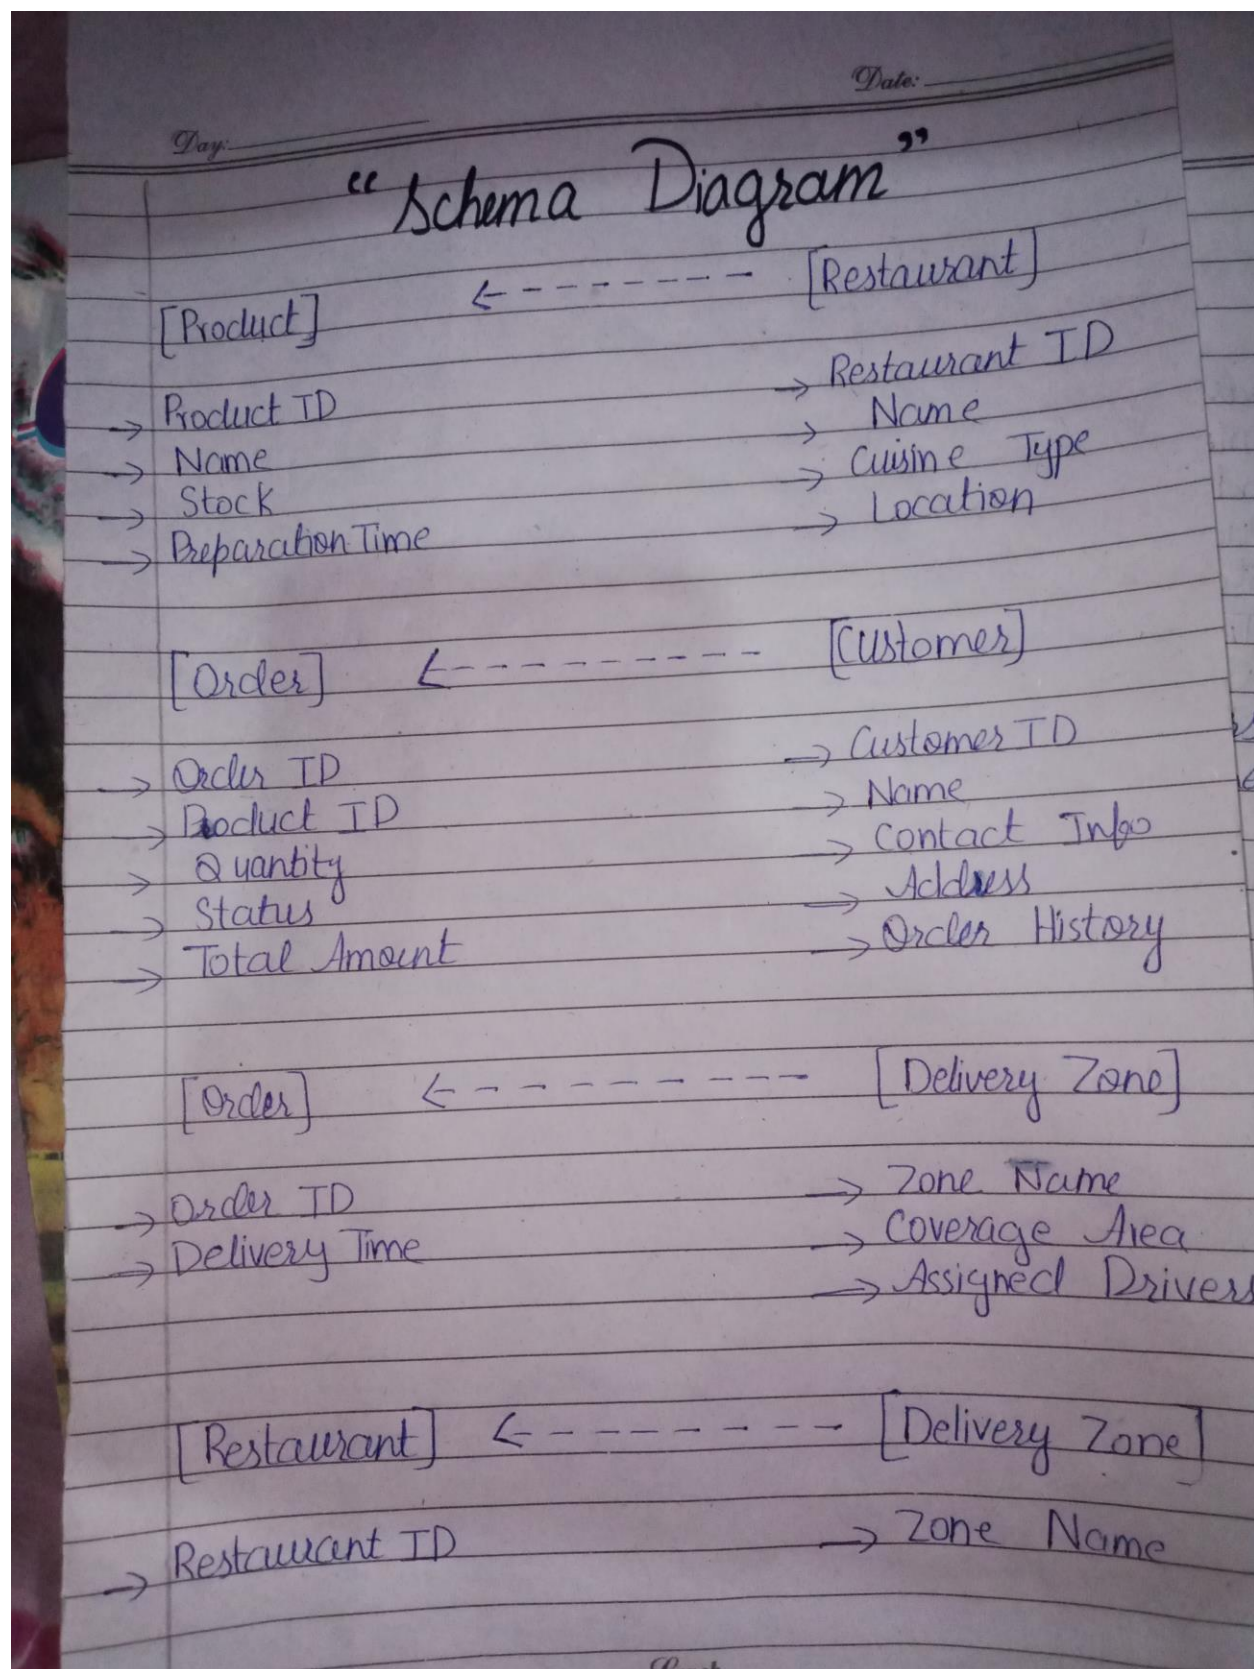 Date:
Day:
"Schema Diagram"
[Product] ← - - - - - - - [Restaurant]
→ Product ID → Restaurant ID
→ Name → Name
→ Stock → Cuisine Type
→ Preparation Time → Location
[Order] ← - - - - - - - - - [Customer]
→ Order ID → Customer ID
→ Product ID → Name
→ Quantity → Contact Info
→ Status → Address
→ Total Amount → Order History
[Order] ← - - - - - - - - - [Delivery Zone]
→ Order ID → Zone Name
→ Delivery Time → Coverage Area
→ Assigned Drivers
[Restaurant] ← - - - - - - - - [Delivery Zone]
→ Restaurant ID → Zone Name